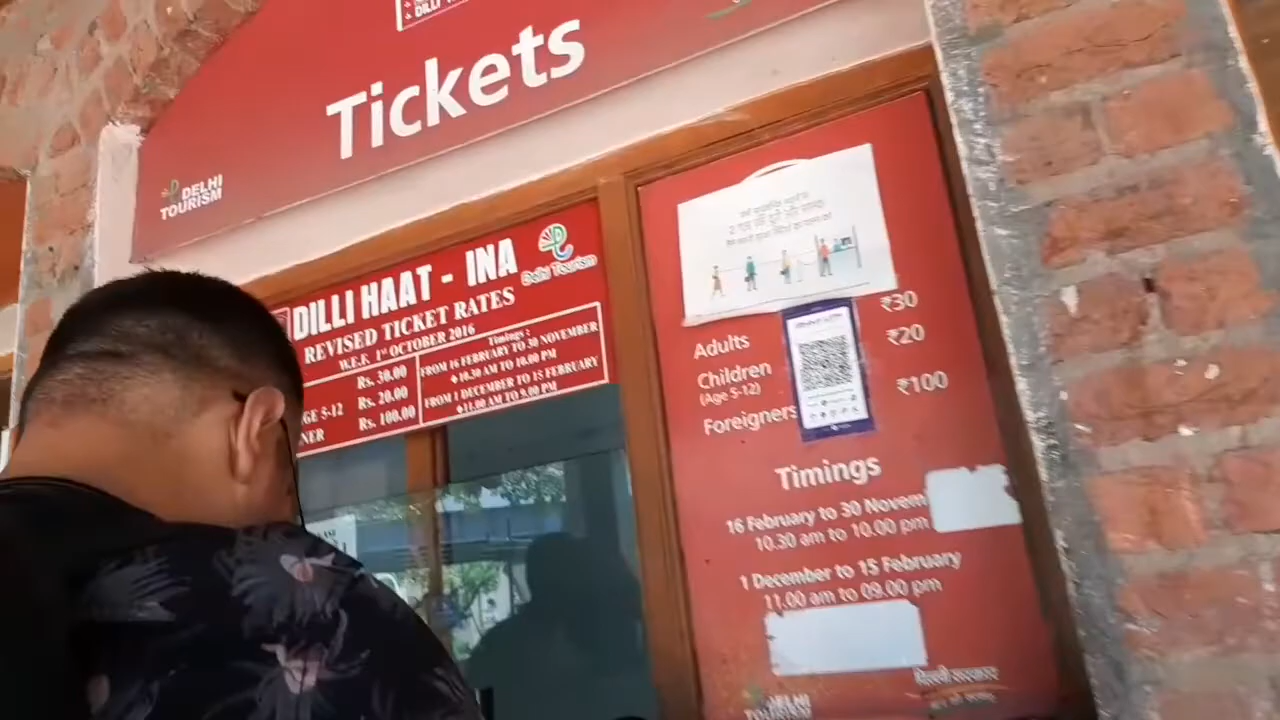 Tickets
DELHI
TOURISM
DILLI HAAT - INA
Delhi Tourism
REVISED TICKET RATES
W.E.F. 1st OCTOBER 2016
Rs. 30.00
AGE 5-12 Rs. 20.00
NER Rs. 100.00
Timings :
FROM 16 FEBRUARY TO 30 NOVEMBER
10.30 AM TO 10.00 PM
FROM 1 DECEMBER TO 15 FEBRUARY
11.00 AM TO 9.00 PM
2 गज की दूरी
Adults ₹30
Children ₹20
(Age 5-12)
Foreigners ₹100
Timings
16 February to 30 Novem
10.30 am to 10.00 pm
1 December to 15 February
11.00 am to 09.00 pm
DELHI
TOURISM
दिल्ली सरकार